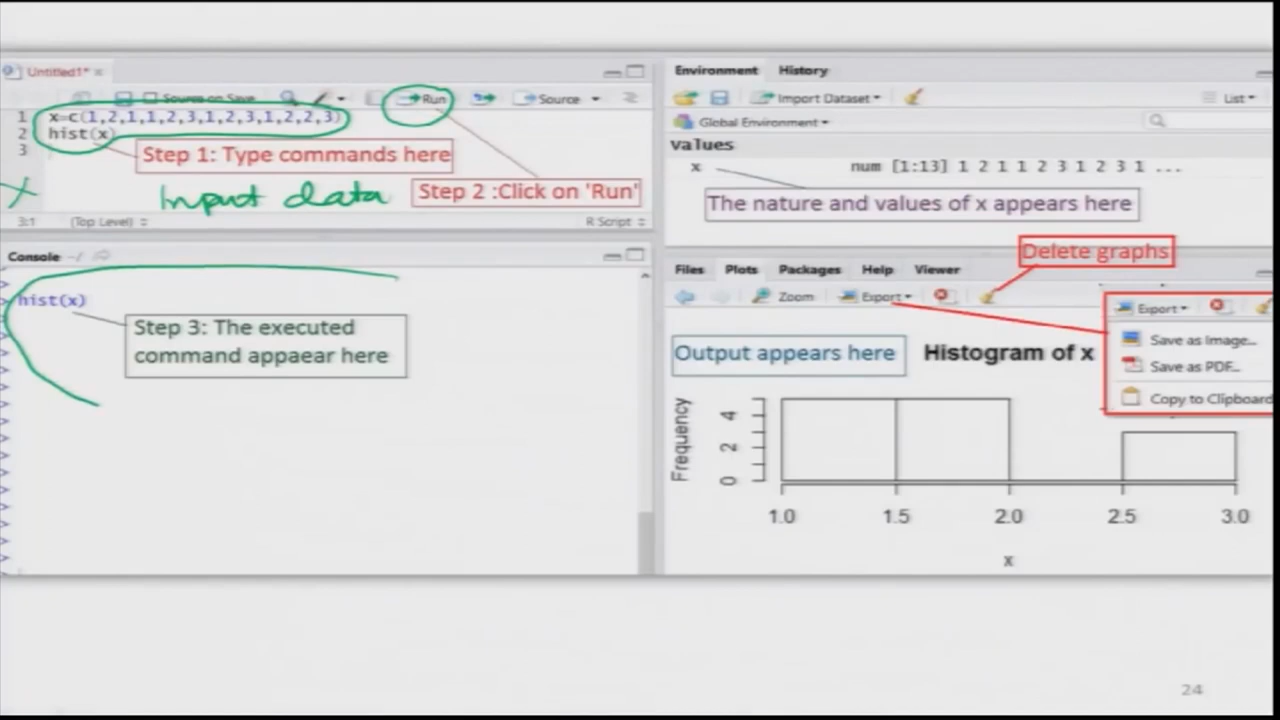 Untitled1*
Source on Save
Run
Source
1 x=c(1,2,1,1,2,3,1,2,3,1,2,2,3)
2 hist(x)
3
Step 1: Type commands here
Input data
Step 2 :Click on 'Run'
3:1 (Top Level) R Script
Console ~/
hist(x)
Step 3: The executed
command appaear here
Environment History
Import Dataset List
Global Environment
values
x num [1:13] 1 2 1 1 2 3 1 2 3 1 ...
The nature and values of x appears here
Delete graphs
Files Plots Packages Help Viewer
Zoom Export
Export
Save as Image...
Save as PDF...
Copy to Clipboard
Output appears here
Histogram of x
Frequency
4
2
0
1.0 1.5 2.0 2.5 3.0
x
24